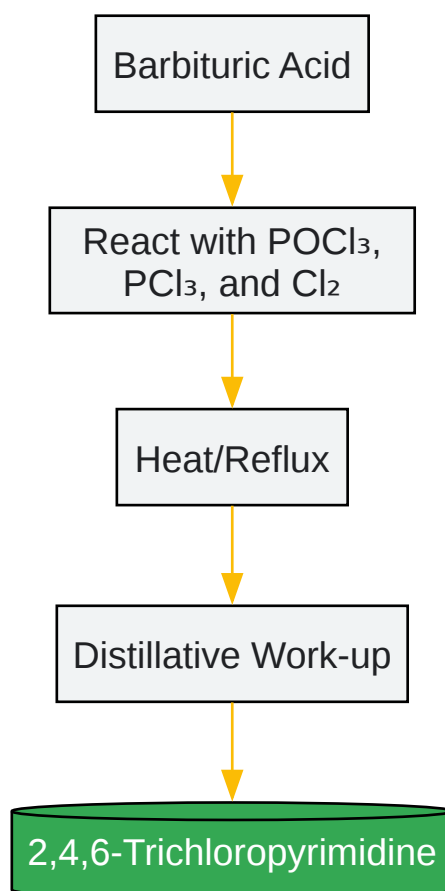 Barbituric Acid
React with POCl₃,
PCl₃, and Cl₂
Heat/Reflux
Distillative Work-up
2,4,6-Trichloropyrimidine